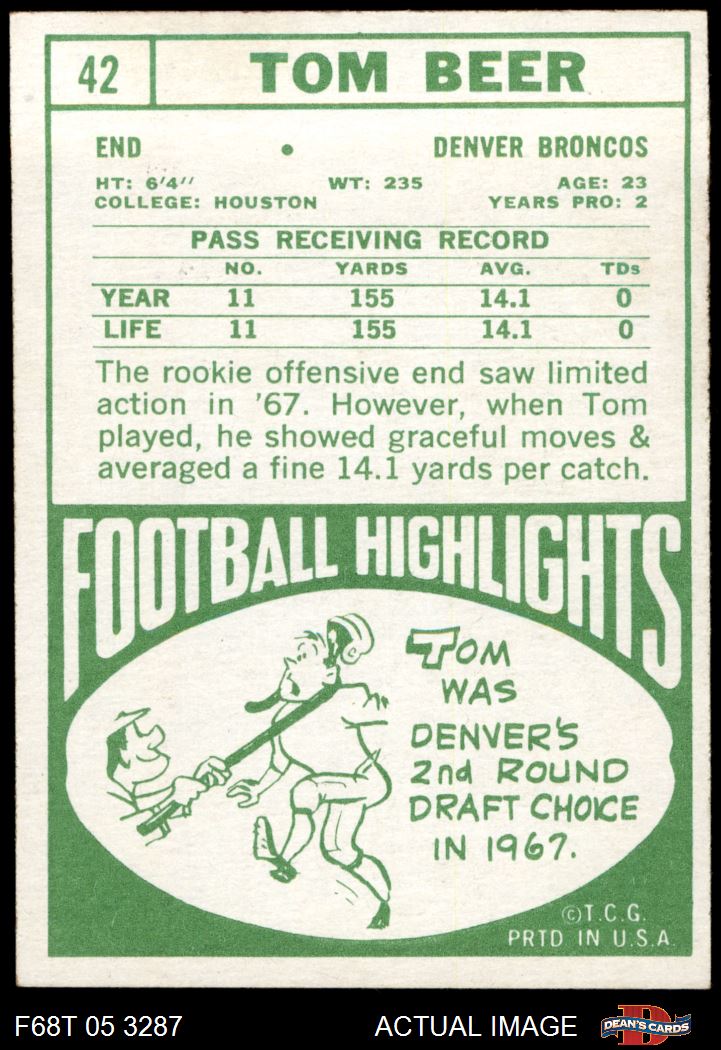 42 TOM BEER
END • DENVER BRONCOS
HT: 6'4" WT: 235 AGE: 23
COLLEGE: HOUSTON YEARS PRO: 2
PASS RECEIVING RECORD
NO. YARDS AVG. TDs
YEAR 11 155 14.1 0
LIFE 11 155 14.1 0
The rookie offensive end saw limited
action in '67. However, when Tom
played, he showed graceful moves &
averaged a fine 14.1 yards per catch.
FOOTBALL HIGHLIGHTS
TOM
WAS
DENVER'S
2nd ROUND
DRAFT CHOICE
IN 1967.
©T.C.G.
PRTD IN U.S.A.
F68T 05 3287 ACTUAL IMAGE D DEAN'S CARDS